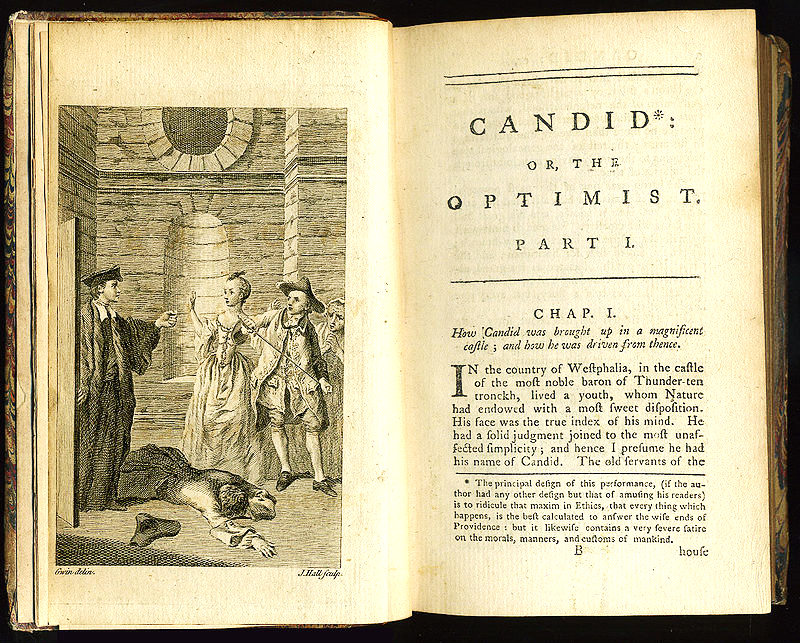 Gwin delin.
J. Hall sculp.
CANDID*:
OR, THE
OPTIMIST.
PART I.
CHAP. I.
How Candid was brought up in a magnificent
caſtle ; and how he was driven from thence.
IN the country of Weſtphalia, in the caſtle
of the moſt noble baron of Thunder-ten
tronckh, lived a youth, whom Nature
had endowed with a moſt ſweet diſpoſition.
His face was the true index of his mind. He
had a ſolid judgment joined to the moſt unaf-
fected ſimplicity ; and hence I preſume he had
his name of Candid. The old ſervants of the
* The principal deſign of this performance, (if the au-
thor had any other deſign but that of amuſing his readers)
is to ridicule that maxim in Ethics, that every thing which
happens, is the beſt calculated to anſwer the wiſe ends of
Providence : but it likewiſe contains a very ſevere ſatire
on the morals, manners, and cuſtoms of mankind.
B
houſe